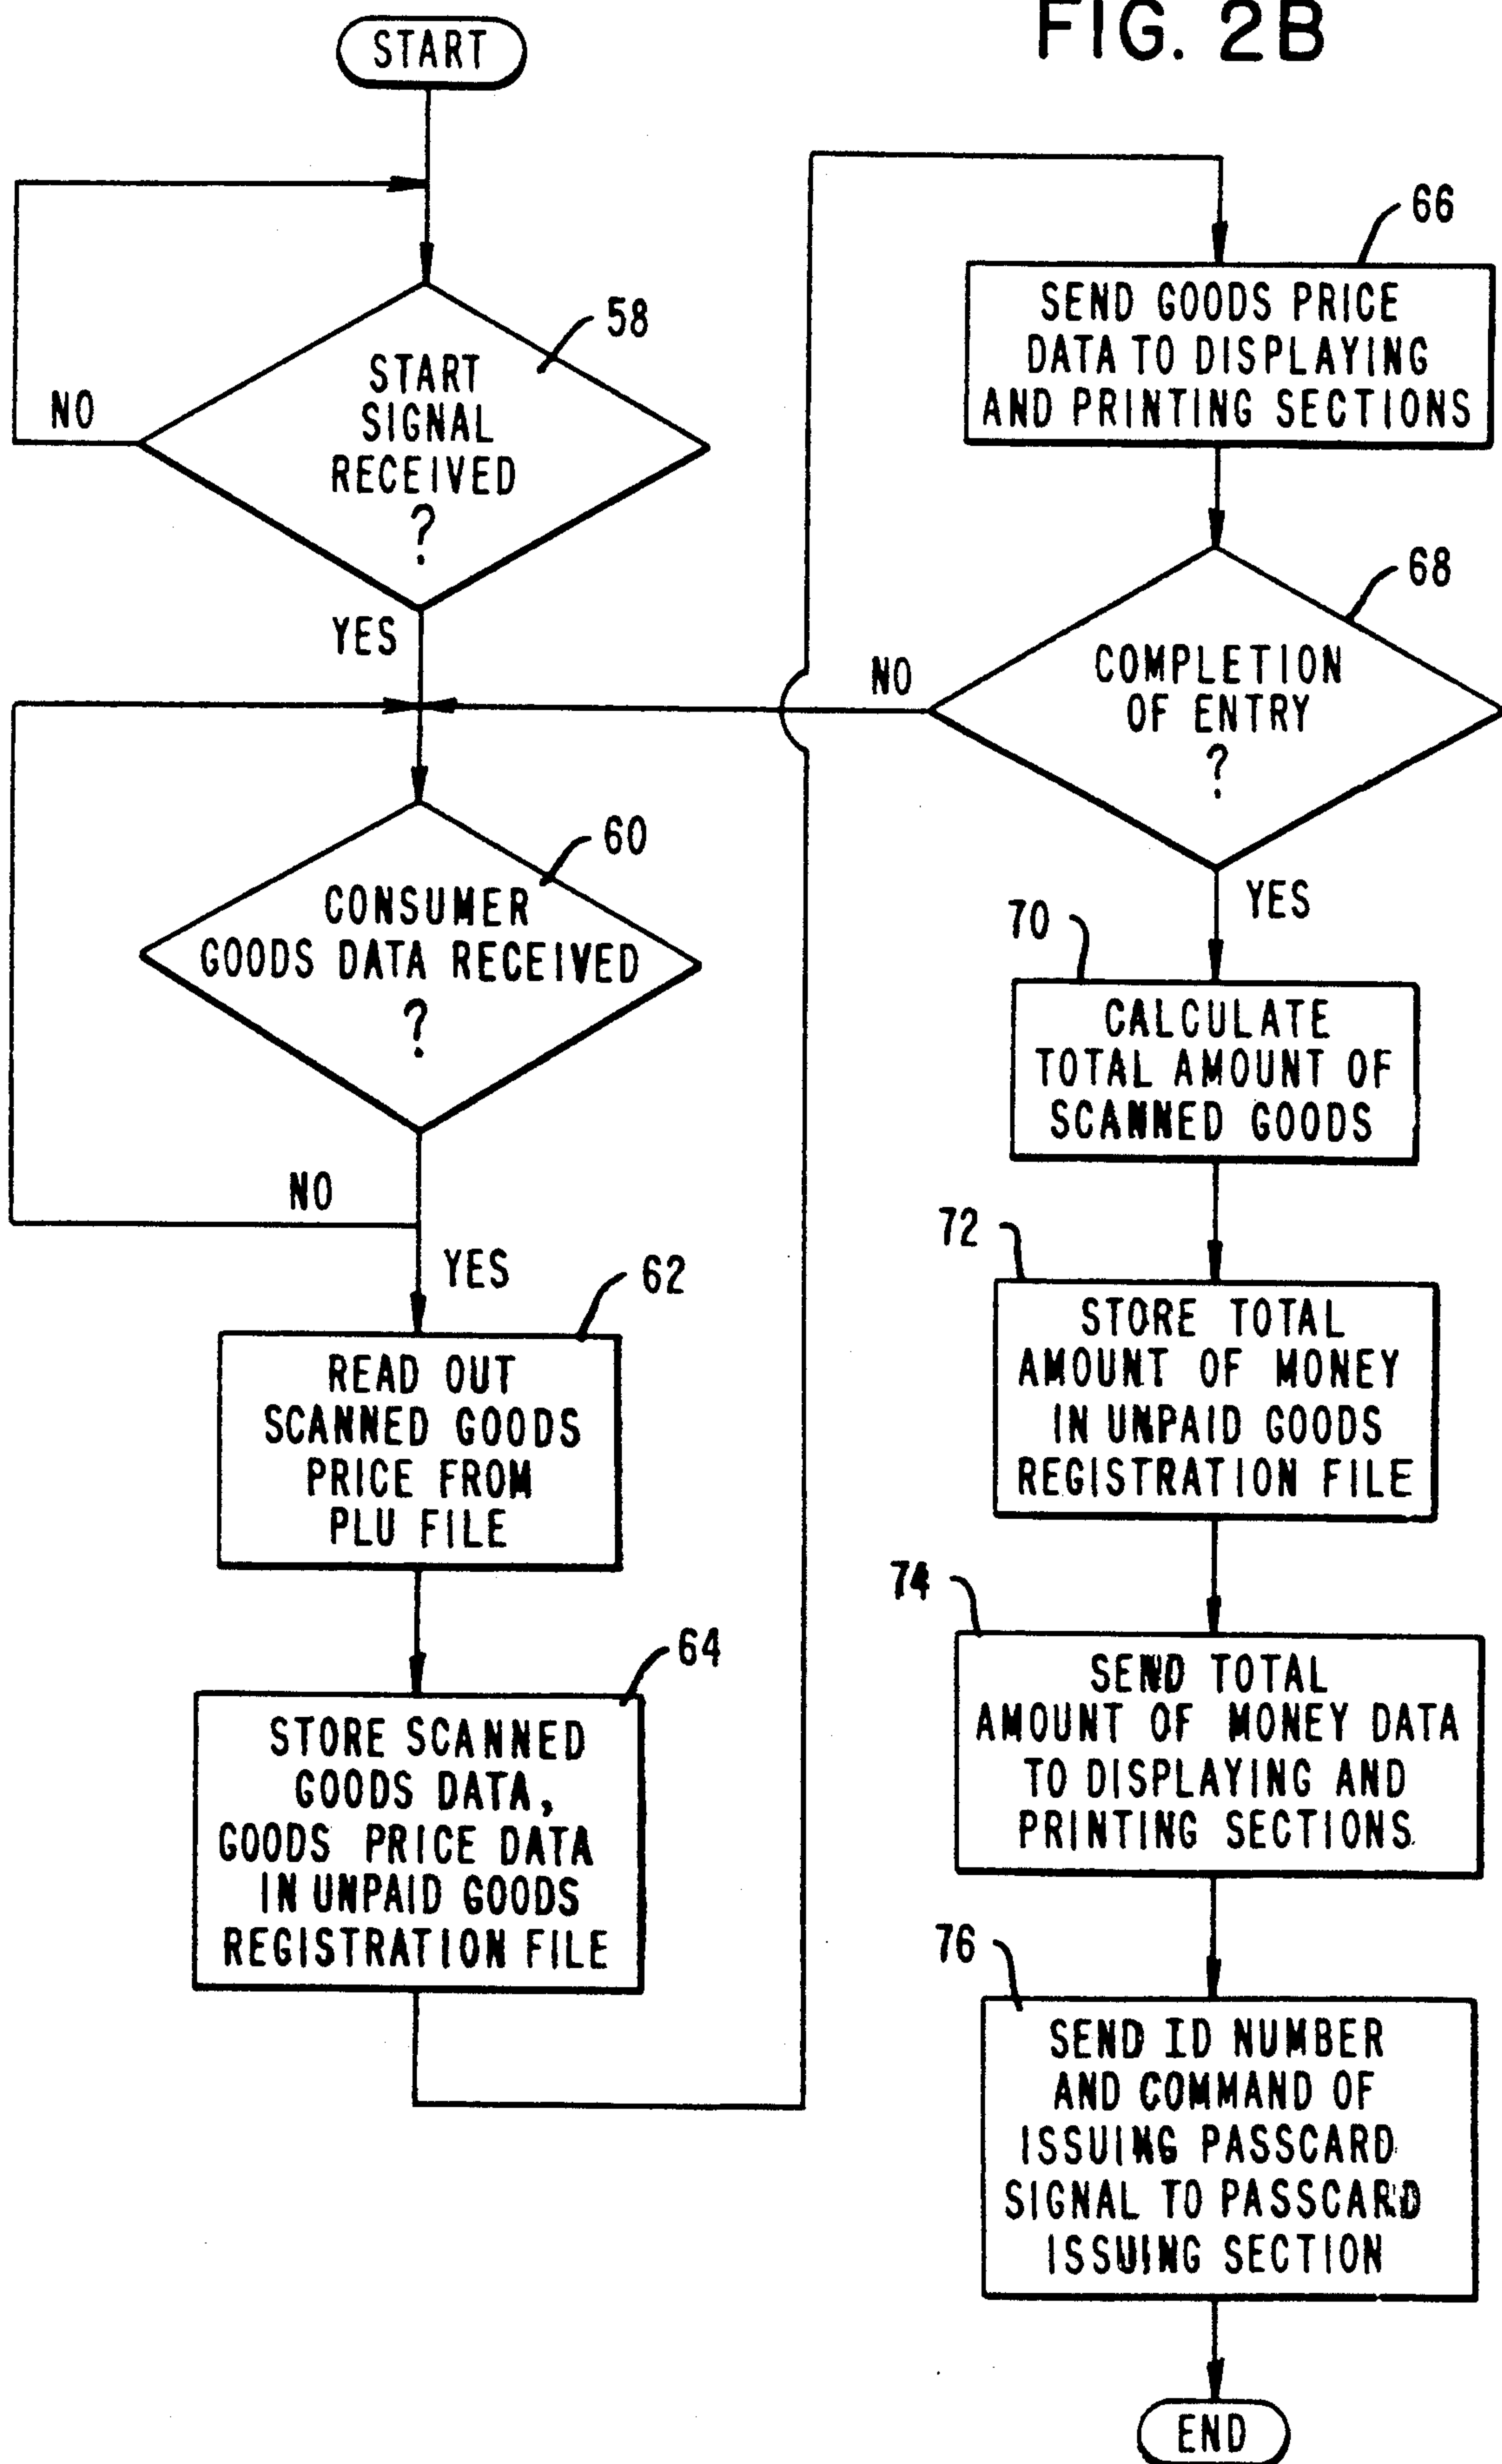 FIG. 2B
START
58
START
SIGNAL
RECEIVED
?
NO
YES
60
CONSUMER
GOODS DATA RECEIVED
?
NO
YES
62
READ OUT
SCANNED GOODS
PRICE FROM
PLU FILE
64
STORE SCANNED
GOODS DATA,
GOODS PRICE DATA
IN UNPAID GOODS
REGISTRATION FILE
66
SEND GOODS PRICE
DATA TO DISPLAYING
AND PRINTING SECTIONS
68
COMPLETION
OF ENTRY
?
NO
YES
70
CALCULATE
TOTAL AMOUNT OF
SCANNED GOODS
72
STORE TOTAL
AMOUNT OF MONEY
IN UNPAID GOODS
REGISTRATION FILE
74
SEND TOTAL
AMOUNT OF MONEY DATA
TO DISPLAYING AND
PRINTING SECTIONS
76
SEND ID NUMBER
AND COMMAND OF
ISSUING PASSCARD
SIGNAL TO PASSCARD
ISSUING SECTION
END